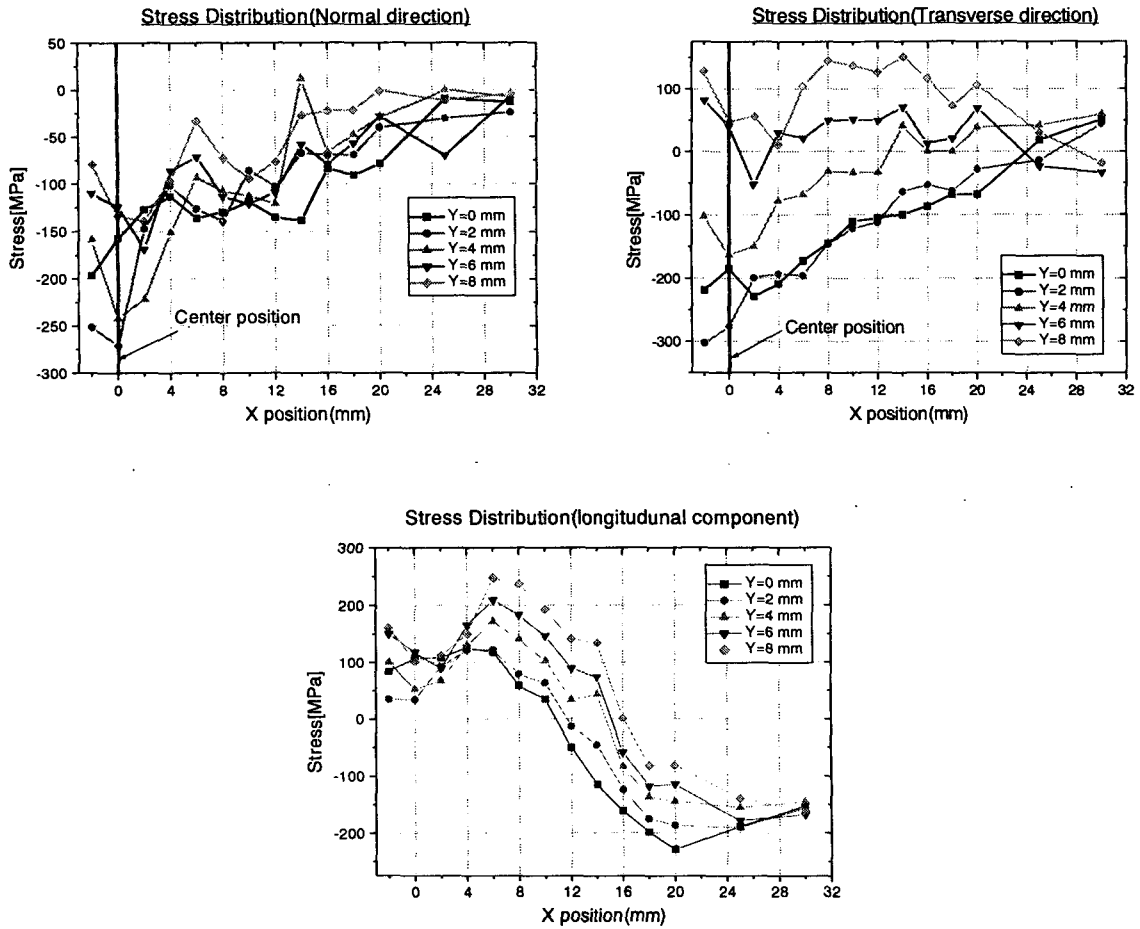 Stress Distribution(Normal direction)
50
0
-50
-100
-150
-200
-250
-300
Stress[MPa]
Y=0 mm
Y=2 mm
Y=4 mm
Y=6 mm
Y=8 mm
Center position
0 4 8 12 16 20 24 28 32
X position(mm)
Stress Distribution(Transverse direction)
100
0
-100
-200
-300
Stress[MPa]
Y=0 mm
Y=2 mm
Y=4 mm
Y=6 mm
Y=8 mm
Center position
0 4 8 12 16 20 24 28 32
X position(mm)
Stress Distribution(longitudunal component)
300
200
100
0
-100
-200
Stress[MPa]
Y=0 mm
Y=2 mm
Y=4 mm
Y=6 mm
Y=8 mm
0 4 8 12 16 20 24 28 32
X position(mm)